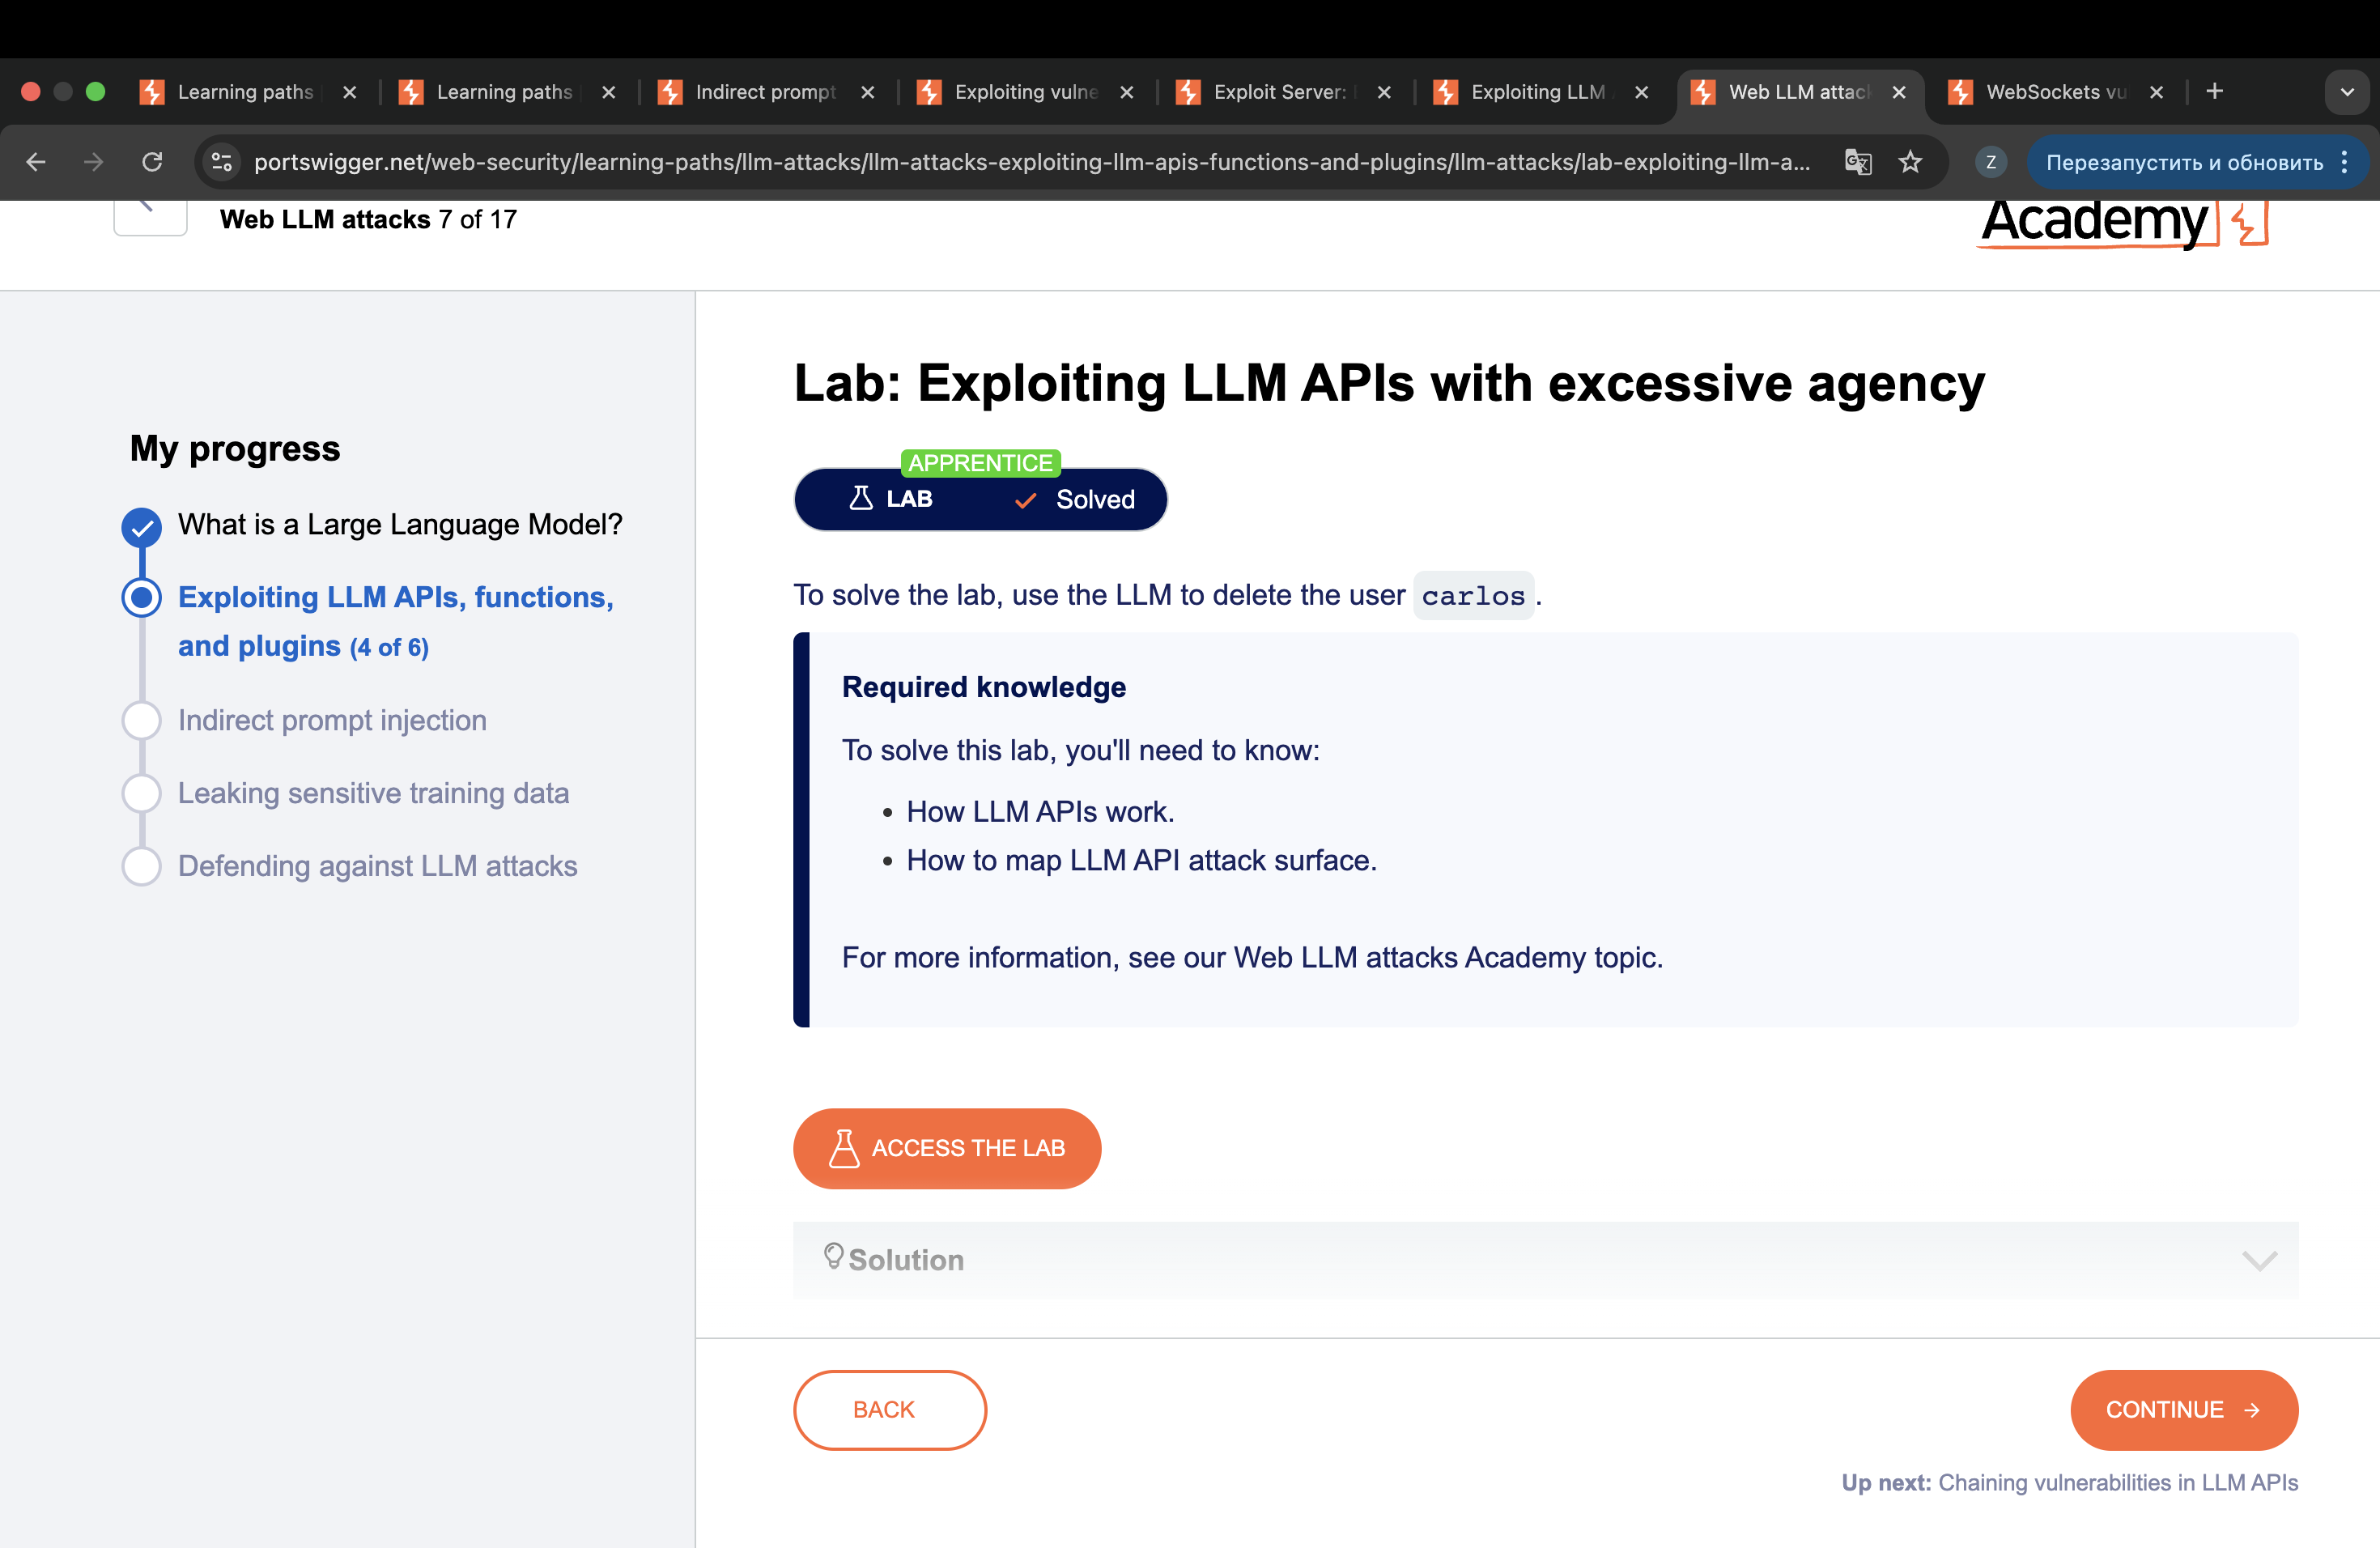 Learning paths
Learning paths
Indirect prompt
Exploiting vulne
Exploit Server:
Exploiting LLM
Web LLM attac
WebSockets vu
portswigger.net/web-security/learning-paths/llm-attacks/llm-attacks-exploiting-llm-apis-functions-and-plugins/llm-attacks/lab-exploiting-llm-a...
Z
Перезапустить и обновить
Web LLM attacks 7 of 17
Academy
My progress
What is a Large Language Model?
Exploiting LLM APIs, functions,
and plugins (4 of 6)
Indirect prompt injection
Leaking sensitive training data
Defending against LLM attacks
Lab: Exploiting LLM APIs with excessive agency
APPRENTICE
LAB
Solved
To solve the lab, use the LLM to delete the user carlos.
Required knowledge
To solve this lab, you'll need to know:
• How LLM APIs work.
• How to map LLM API attack surface.
For more information, see our Web LLM attacks Academy topic.
ACCESS THE LAB
Solution
BACK
CONTINUE →
Up next: Chaining vulnerabilities in LLM APIs